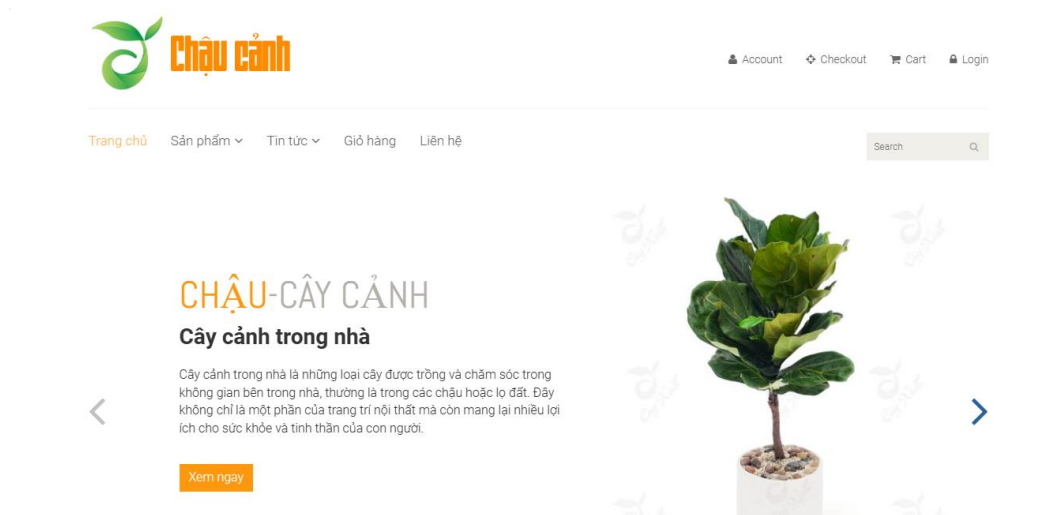 Chậu cảnh
Account Checkout Cart Login
Trang chủ Sản phẩm Tin tức Giỏ hàng Liên hệ
Search
CHẬU-CÂY CẢNH
Cây cảnh trong nhà
Cây cảnh trong nhà là những loại cây được trồng và chăm sóc trong
không gian bên trong nhà, thường là trong các chậu hoặc lọ đất. Đây
không chỉ là một phần của trang trí nội thất mà còn mang lại nhiều lợi
ích cho sức khỏe và tinh thần của con người.
Xem ngay